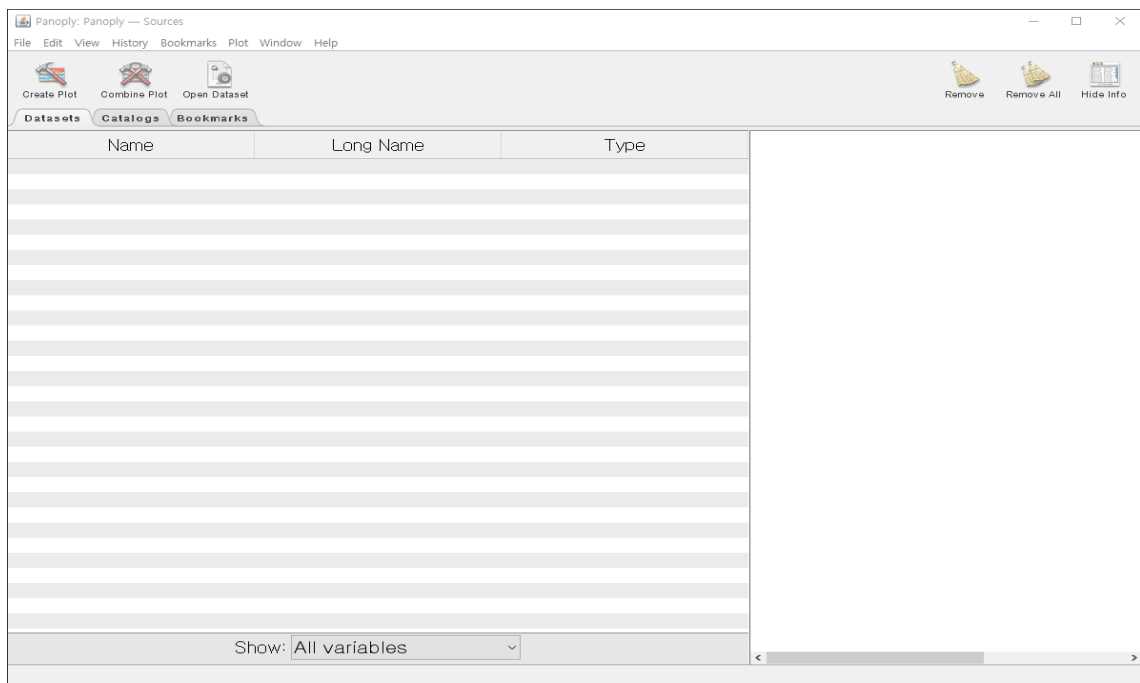 Panoply: Panoply — Sources
File Edit View History Bookmarks Plot Window Help
Create Plot Combine Plot Open Dataset Remove Remove All Hide Info
Datasets Catalogs Bookmarks
Name Long Name Type
Show: All variables